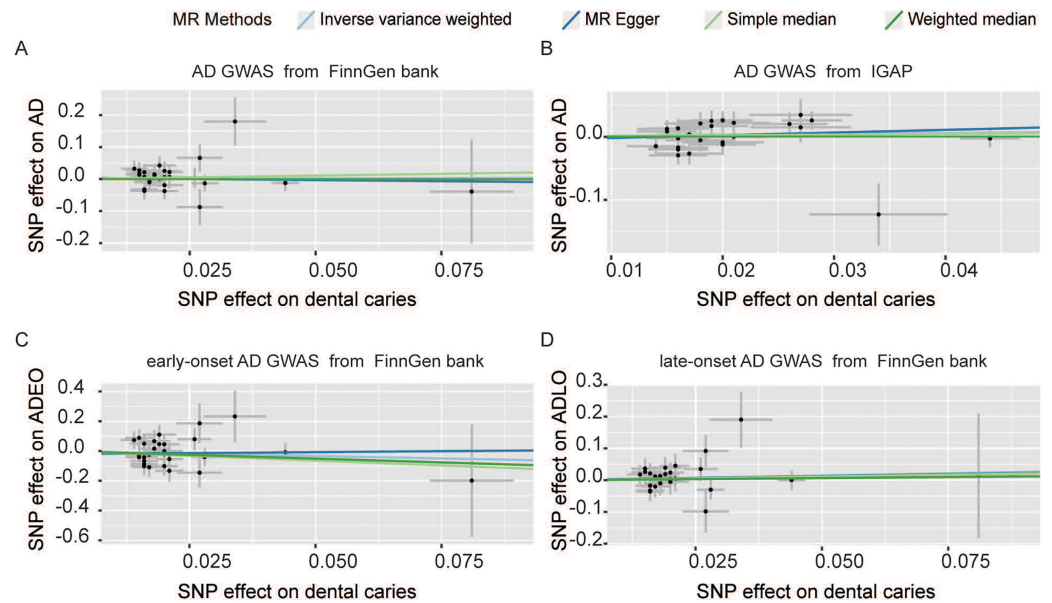 MR Methods Inverse variance weighted MR Egger Simple median Weighted median
A
AD GWAS from FinnGen bank
SNP effect on AD
0.2
0.1
0.0
-0.1
-0.2
0.025 0.050 0.075
SNP effect on dental caries
B
AD GWAS from IGAP
SNP effect on AD
0.0
-0.1
0.01 0.02 0.03 0.04
SNP effect on dental caries
C
early-onset AD GWAS from FinnGen bank
SNP effect on ADEO
0.4
0.2
0.0
-0.2
-0.4
-0.6
0.025 0.050 0.075
SNP effect on dental caries
D
late-onset AD GWAS from FinnGen bank
SNP effect on ADLO
0.3
0.2
0.1
0.0
-0.1
-0.2
0.025 0.050 0.075
SNP effect on dental caries